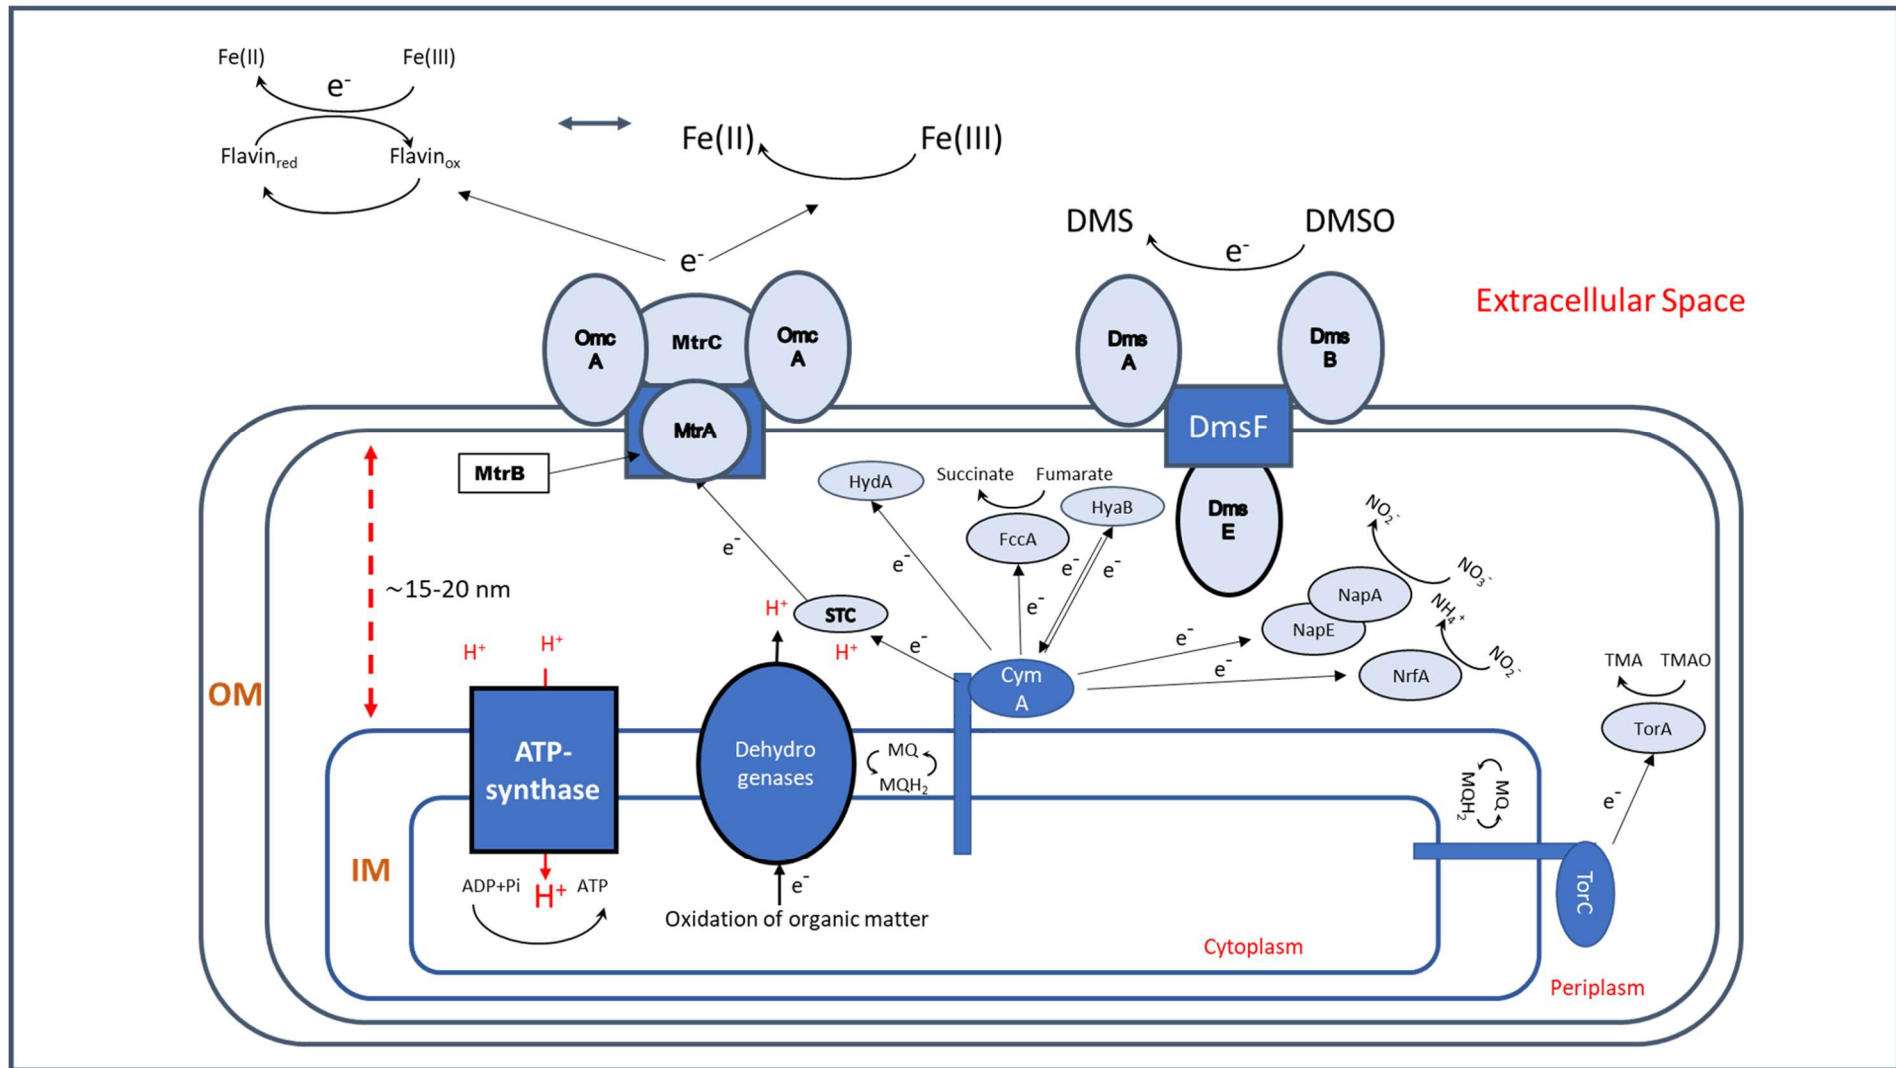 Fe(II) Fe(III)
e⁻
Flavin_red Flavin_ox
Fe(II) Fe(III)
DMS DMSO
e⁻
e⁻
Extracellular Space
Omc
A
MtrC
Omc
A
MtrA
MtrB
Dms
A
Dms
B
DmsF
Dms
E
HydA
Succinate Fumarate
HyaB
FccA
NO₂⁻
NO₃⁻
NH₄⁺
NO₂⁻
NapA
NapE
NrfA
e⁻
e⁻
e⁻
e⁻
e⁻
e⁻
e⁻
e⁻
~15-20 nm
H⁺
STC
H⁺
H⁺
H⁺
Cym
A
TMA TMAO
TorA
e⁻
OM
ATP-
synthase
Dehydro
genases
MQ
MQH₂
MQ
MQH₂
TorC
IM
ADP+Pi H⁺ ATP
e⁻
Oxidation of organic matter
Cytoplasm
Periplasm